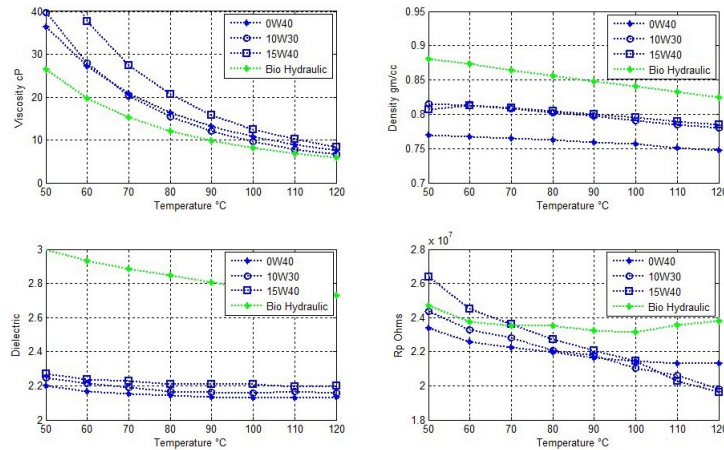 40
30
20
10
0
50 60 70 80 90 100 110 120
Viscosity cP
Temperature °C
0W40
10W30
15W40
Bio Hydraulic
0.95
0.9
0.85
0.8
0.75
0.7
50 60 70 80 90 100 110 120
Density gm/cc
Temperature °C
0W40
10W30
15W40
Bio Hydraulic
3
2.8
2.6
2.4
2.2
2
50 60 70 80 90 100 110 120
Dielectric
Temperature °C
0W40
10W30
15W40
Bio Hydraulic
x 10⁷
2.8
2.6
2.4
2.2
2
1.8
50 60 70 80 90 100 110 120
Rp Ohms
Temperature °C
0W40
10W30
15W40
Bio Hydraulic